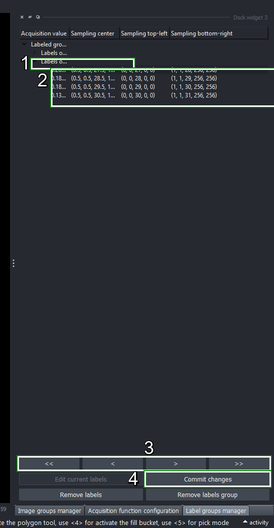 Dock widget 2
Acquisition value Sampling center Sampling top-left Sampling bottom-right
Labeled gro...
Labels o...
1 Labels o...
2
.18... (0.5, 0.5, 28.5, 1... (0, 0, 28, 0, 0) (1, 1, 29, 256, 256)
.18... (0.5, 0.5, 29.5, 1... (0, 0, 29, 0, 0) (1, 1, 30, 256, 256)
.13... (0.5, 0.5, 30.5, 1... (0, 0, 30, 0, 0) (1, 1, 31, 256, 256)
3
<< < > >>
Edit current labels 4 Commit changes
Remove labels Remove labels group
Image groups manager Acquisition function configuration Label groups manager
te the polygon tool, use <4> for activate the fill bucket, use <5> for pick mode activity